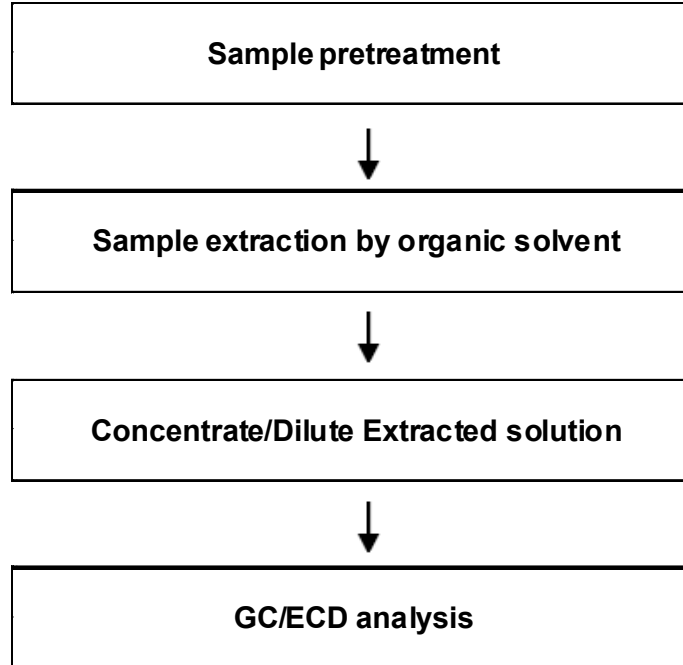 Sample pretreatment
Sample extraction by organic solvent
Concentrate/Dilute Extracted solution
GC/ECD analysis